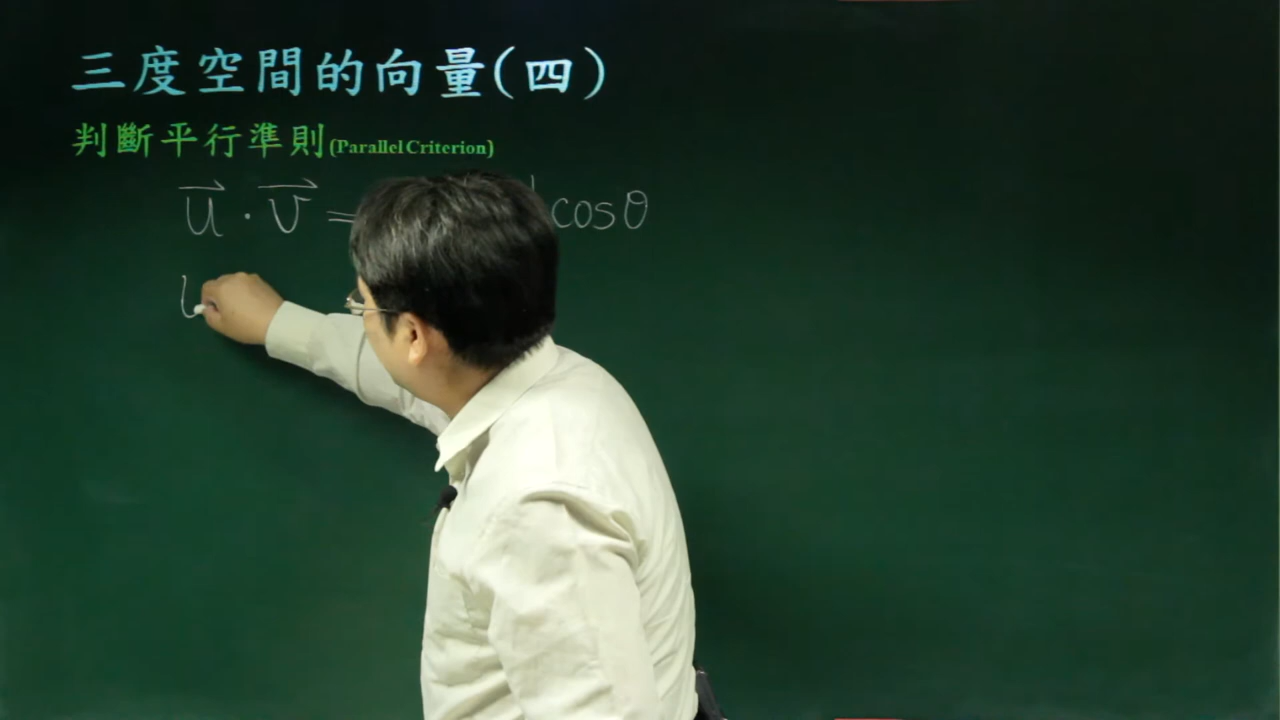 三度空間的向量(四)
判斷平行準則(Parallel Criterion)
u⃗ · v⃗ = cosθ